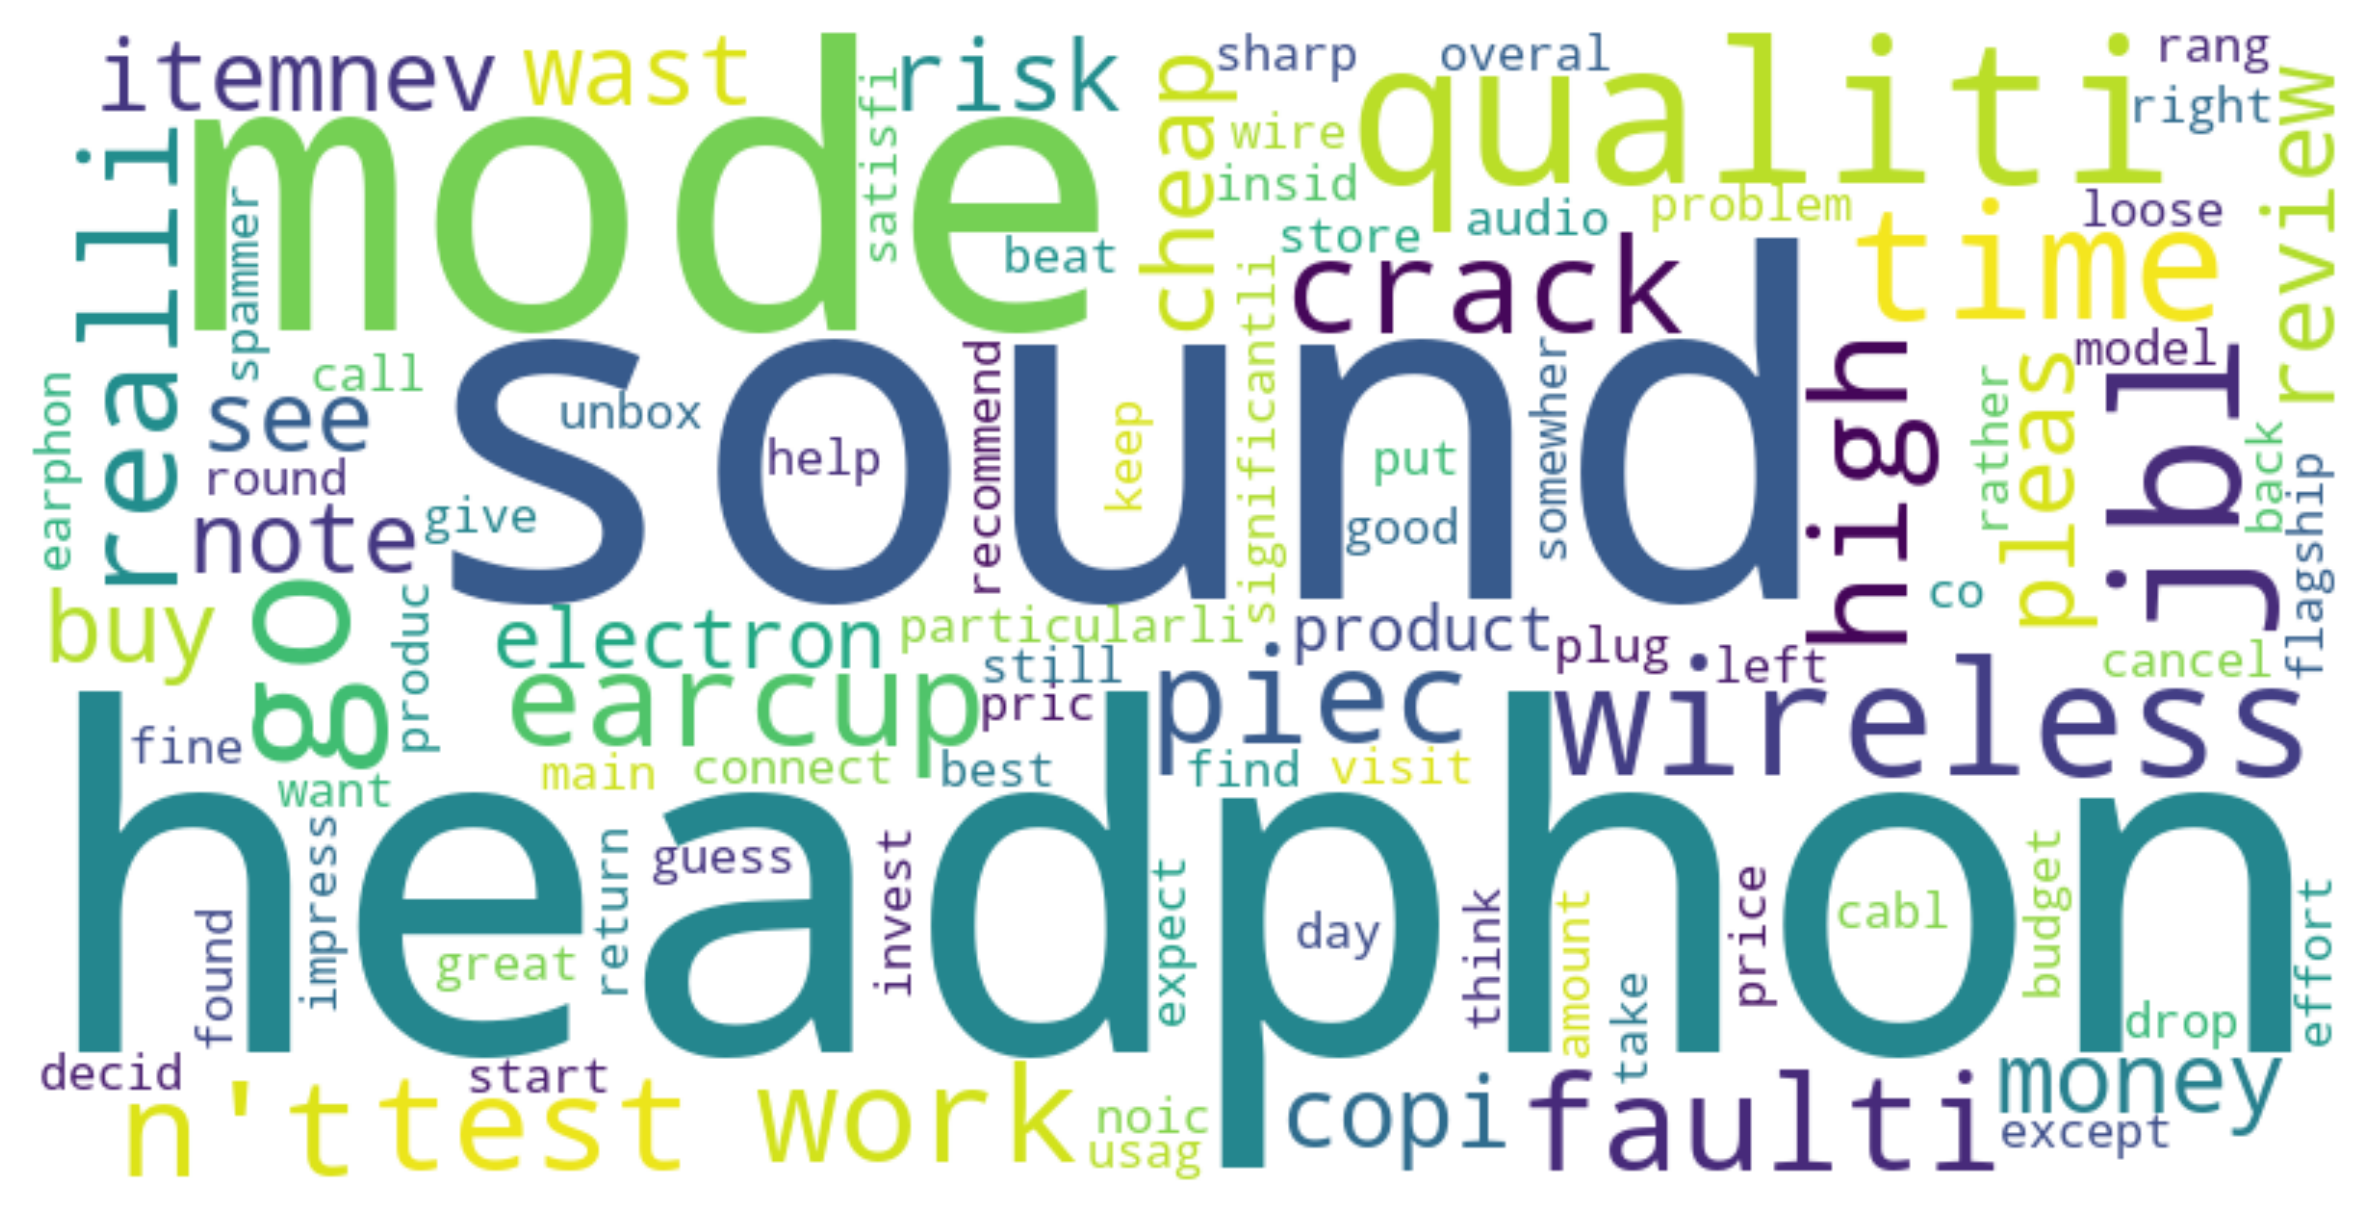 itemnev
wast
risk
sharp
overal
rang
mode
satisfi
cheap
wire
qualiti
right
review
realli
spammer
insid
problem
loose
beat
store
audio
time
crack
significantli
model
earphon
call
see
unbox
sound
recommend
keep
put
somewher
high
rather
pleas
jbl
back
flagship
round
help
note
give
good
buy
go
produc
electron
particularli
product
co
plug
left
cancel
still
earcup
pric
piec
wireless
fine
want
main
connect
best
find
visit
headphon
found
impress
great
return
guess
invest
expect
day
think
amount
take
price
cabl
budget
effort
drop
decid
start
n't
test
work
noic
usag
copi
faulti
money
except